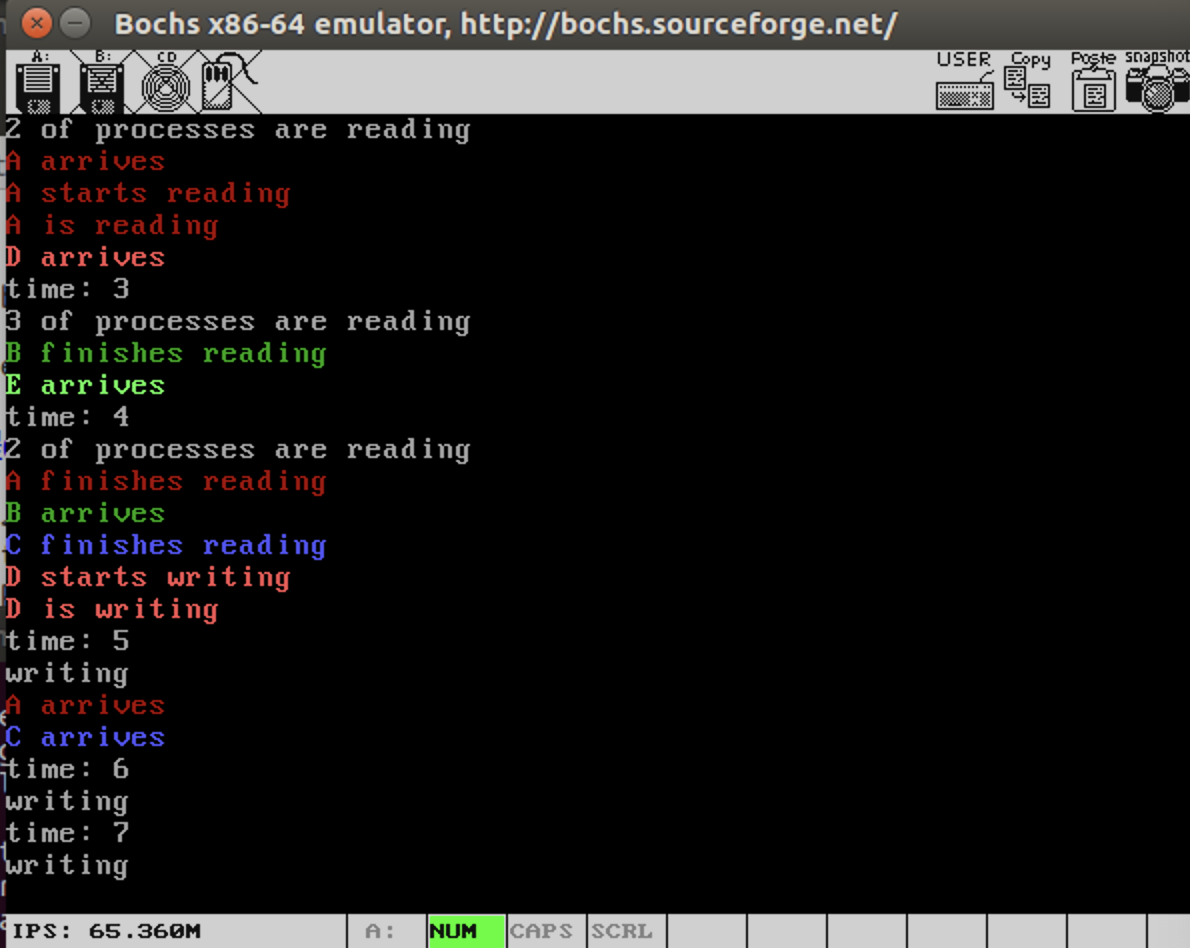 Bochs x86-64 emulator, http://bochs.sourceforge.net/
A: B: CD USER Copy Paste snapshot
2 of processes are reading
A arrives
A starts reading
A is reading
D arrives
time: 3
3 of processes are reading
B finishes reading
E arrives
time: 4
2 of processes are reading
A finishes reading
B arrives
C finishes reading
D starts writing
D is writing
time: 5
writing
A arrives
C arrives
time: 6
writing
time: 7
writing
IPS: 65.360M A: NUM CAPS SCRL